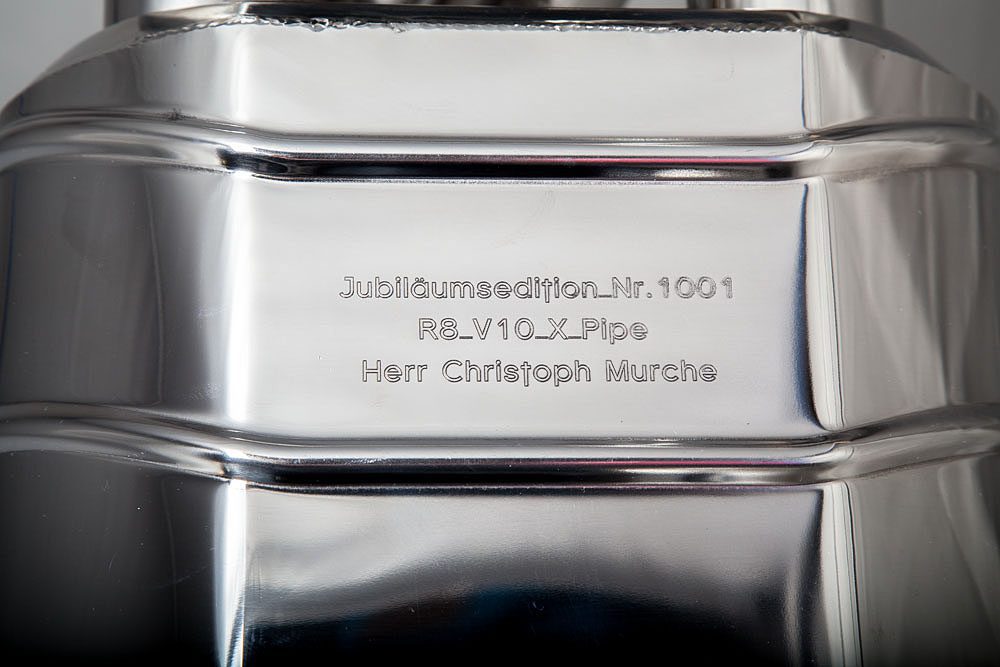 Jubiläumsedition_Nr.1001
R8_V10_X_Pipe
Herr Christoph Murche